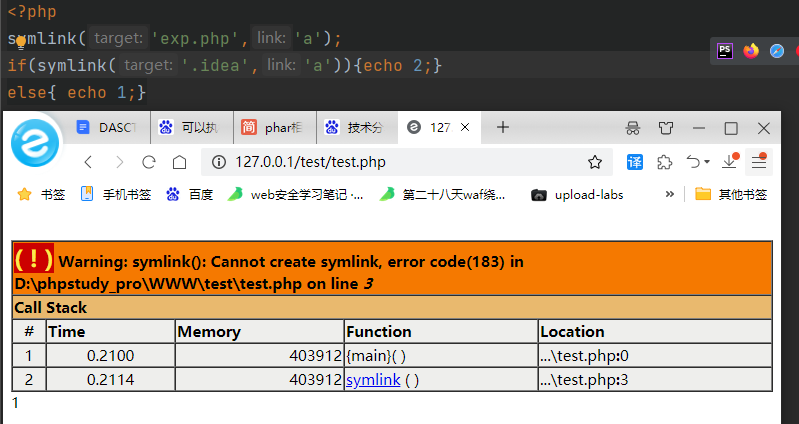 <?php
symlink( target: 'exp.php', link: 'a');
if(symlink( target: '.idea', link: 'a')){echo 2;}
else{ echo 1;}
PS
DASCT
可以执
简 phar相
技术分
127
127.0.0.1/test/test.php
译
书签
手机书签
百度
web安全学习笔记 ·...
第二十八天waf绕...
upload-labs
»
其他书签
( ! ) Warning: symlink(): Cannot create symlink, error code(183) in
D:\phpstudy_pro\WWW\test\test.php on line 3
Call Stack
# Time Memory Function Location
1 0.2100 403912 {main}( ) ...\test.php:0
2 0.2114 403912 symlink ( ) ...\test.php:3
1